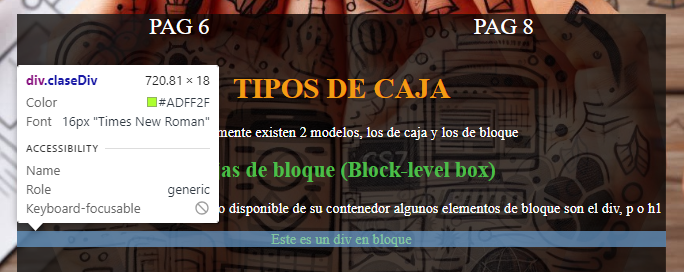 PAG 6 PAG 8
TIPOS DE CAJA
div.claseDiv 720.81 × 18
Color #ADFF2F
Font 16px "Times New Roman"
ACCESSIBILITY
Name
Role generic
Keyboard-focusable
mente existen 2 modelos, los de caja y los de bloque
as de bloque (Block-level box)
o disponible de su contenedor algunos elementos de bloque son el div, p o h1
Este es un div en bloque